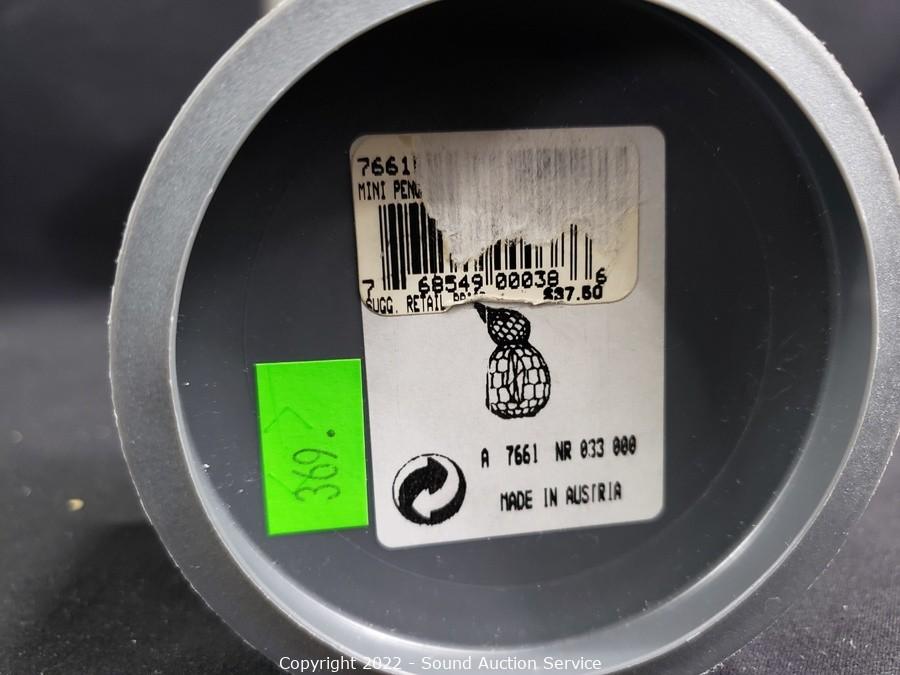 7661
MINI PENG
7 68549 00038 6
SUGG. RETAIL $37.50
369.
A 7661 NR 033 000
MADE IN AUSTRIA
Copyright 2022 - Sound Auction Service